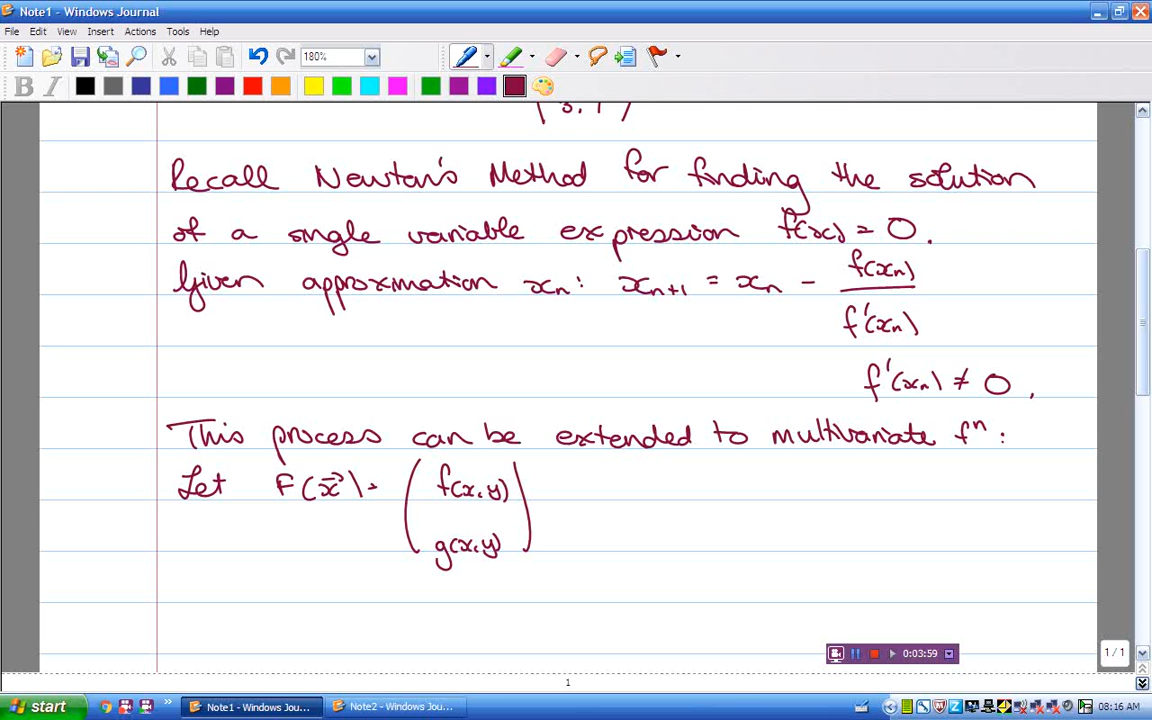 Note1 - Windows Journal
File Edit View Insert Actions Tools Help
180%
B I
Recall Newton's Method for finding the solution
of a single variable expression f(x) = 0.
Given approximation xₙ: xₙ₊₁ = xₙ - f(xₙ)
f'(xₙ)
f'(xₙ) ≠ 0,
This process can be extended to multivariate fⁿ:
Let F(x⃗) = ( f(x,y)
g(x,y) )
0:03:59
1/1
1
start
Note1 - Windows Jou...
Note2 - Windows Jou...
08:16 AM